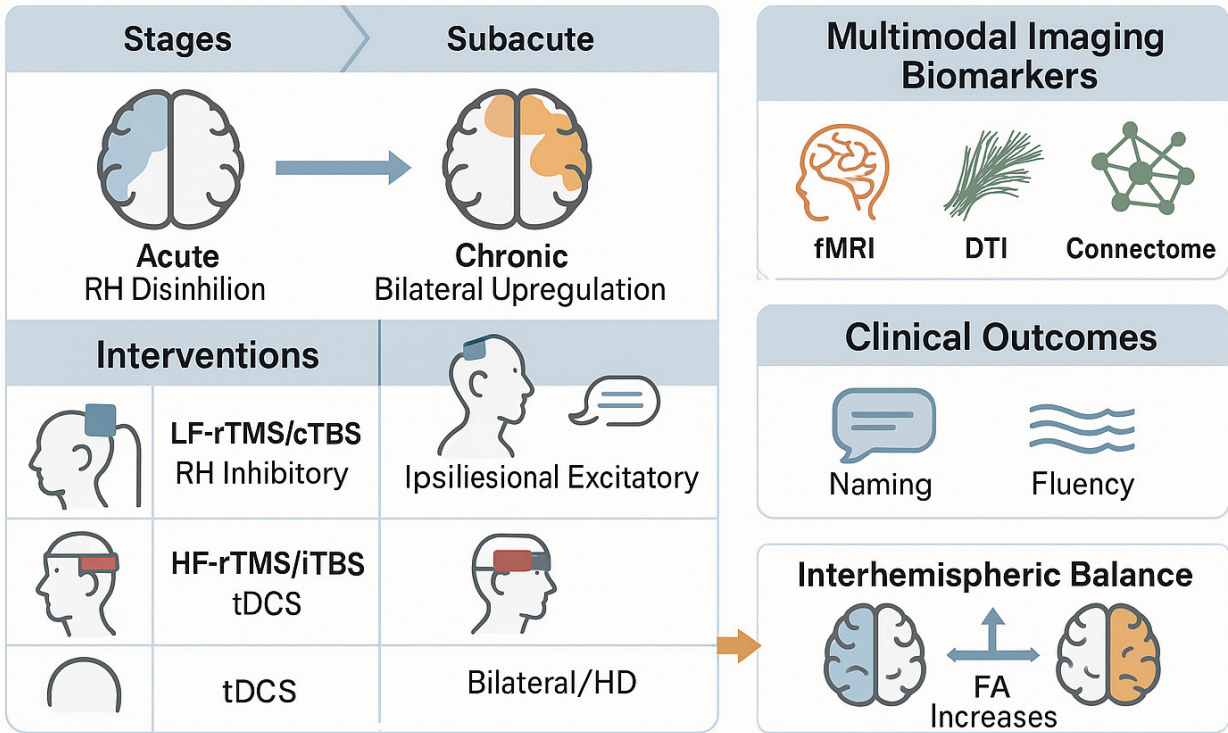 Stages
Subacute
Acute
RH Disinhilion
Chronic
Bilateral Upregulation
Interventions
LF-rTMS/cTBS
RH Inhibitory
Ipsiliesional Excitatory
HF-rTMS/iTBS
tDCS
tDCS
Bilateral/HD
Multimodal Imaging
Biomarkers
fMRI
DTI
Connectome
Clinical Outcomes
Naming
Fluency
Interhemispheric Balance
FA
Increases